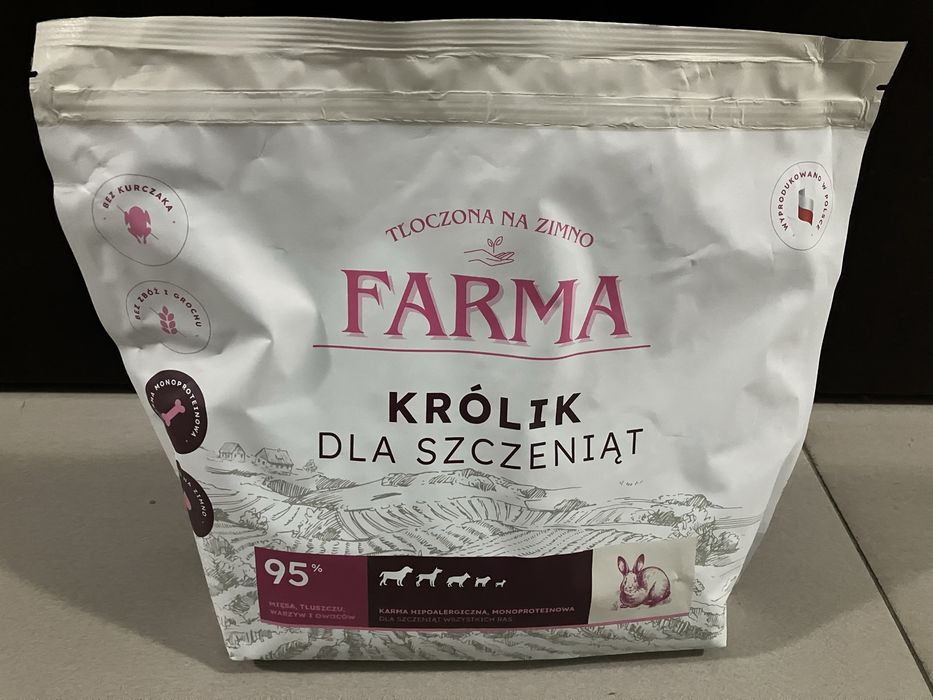 BEZ KURCZAKA
WYPRODUKOWANO W POLSCE
TŁOCZONA NA ZIMNO
FARMA
BEZ ZBÓŻ I GROCHU
MONOPROTEINOWA
KRÓLIK
DLA SZCZENIĄT
NA ZIMNO
95%
MIĘSA, TŁUSZCZU,
WARZYW I OWOCÓW
KARMA HIPOALERGICZNA, MONOPROTEINOWA
DLA SZCZENIĄT WSZYSTKICH RAS